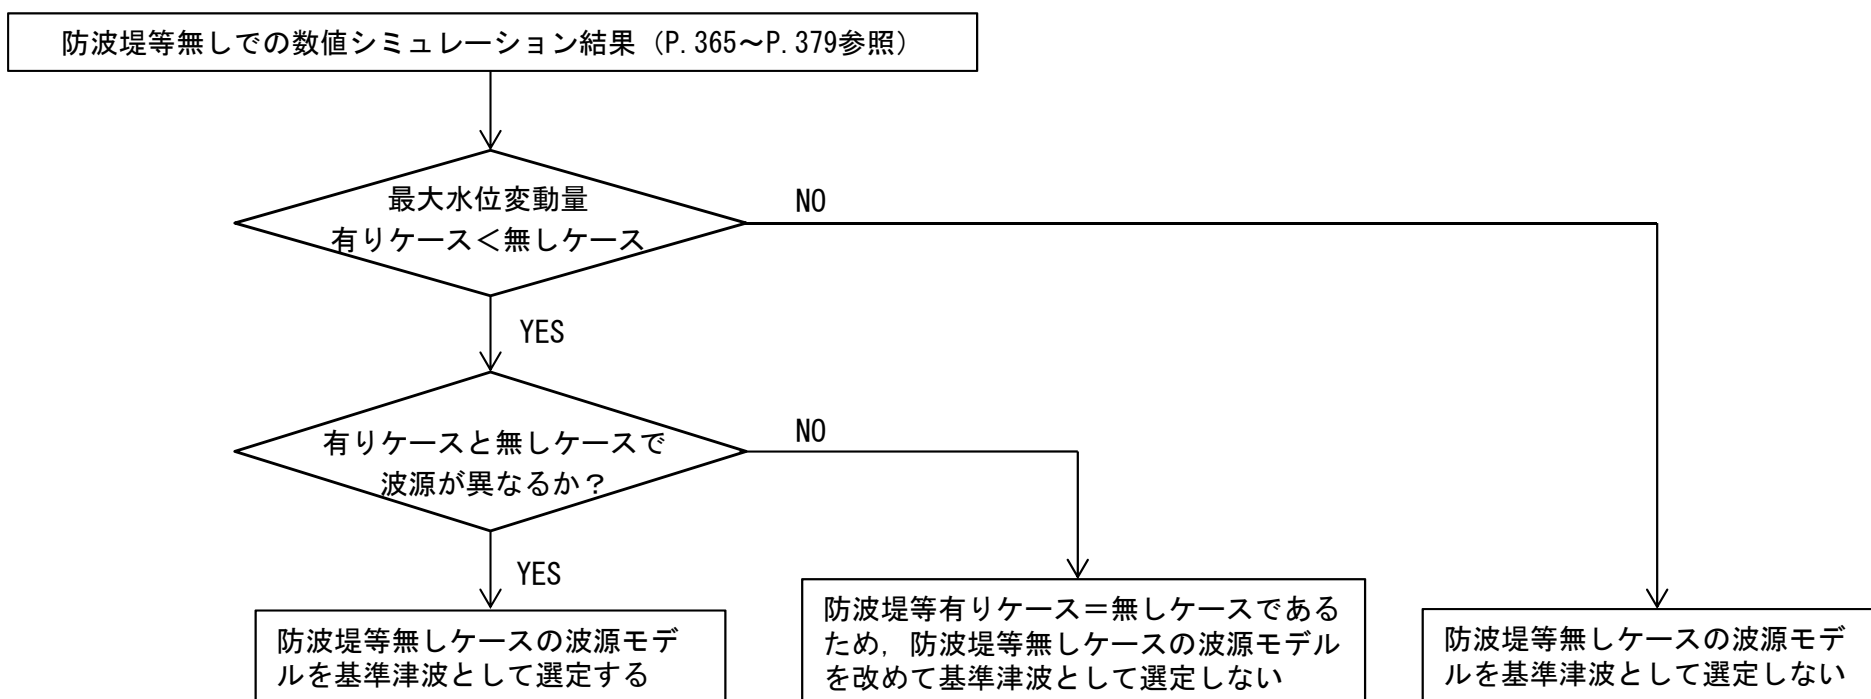 防波堤等無しでの数値シミュレーション結果（P.365～P.379参照）
最大水位変動量
有りケース＜無しケース
NO
YES
有りケースと無しケースで
波源が異なるか？
NO
YES
防波堤等無しケースの波源モデ
ルを基準津波として選定する
防波堤等有りケース＝無しケースである
ため，防波堤等無しケースの波源モデル
を改めて基準津波として選定しない
防波堤等無しケースの波源モデ
ルを基準津波として選定しない